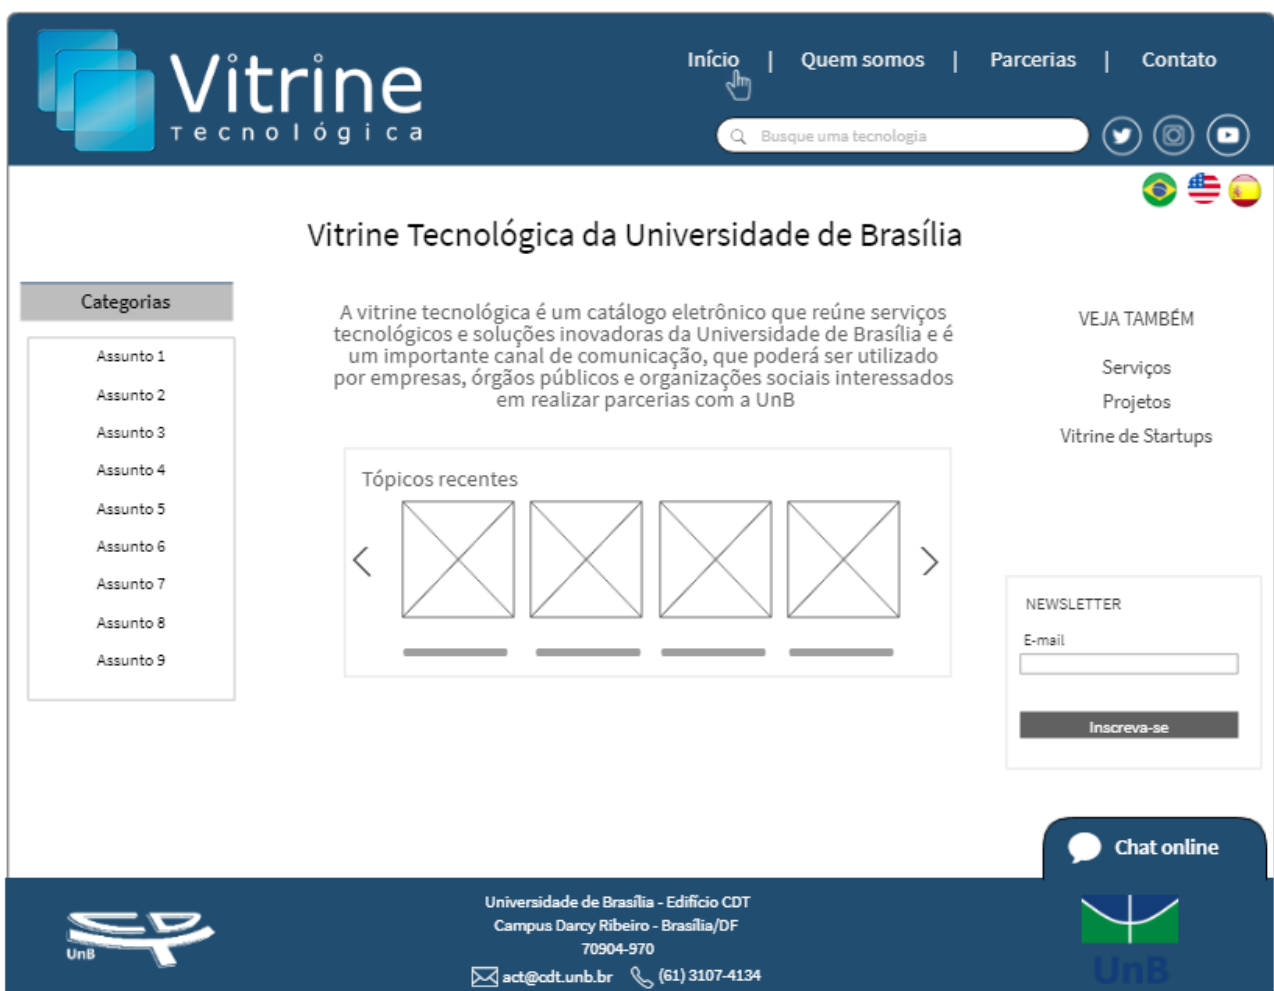 Vitrine
Tecnológica
Início | Quem somos | Parcerias | Contato
Busque uma tecnologia
Vitrine Tecnológica da Universidade de Brasília
Categorias
Assunto 1
Assunto 2
Assunto 3
Assunto 4
Assunto 5
Assunto 6
Assunto 7
Assunto 8
Assunto 9
A vitrine tecnológica é um catálogo eletrônico que reúne serviços
tecnológicos e soluções inovadoras da Universidade de Brasília e é
um importante canal de comunicação, que poderá ser utilizado
por empresas, órgãos públicos e organizações sociais interessados
em realizar parcerias com a UnB
Tópicos recentes
VEJA TAMBÉM
Serviços
Projetos
Vitrine de Startups
NEWSLETTER
E-mail
Inscreva-se
Chat online
UnB
Universidade de Brasília - Edifício CDT
Campus Darcy Ribeiro - Brasília/DF
70904-970
act@cdt.unb.br (61) 3107-4134
UnB